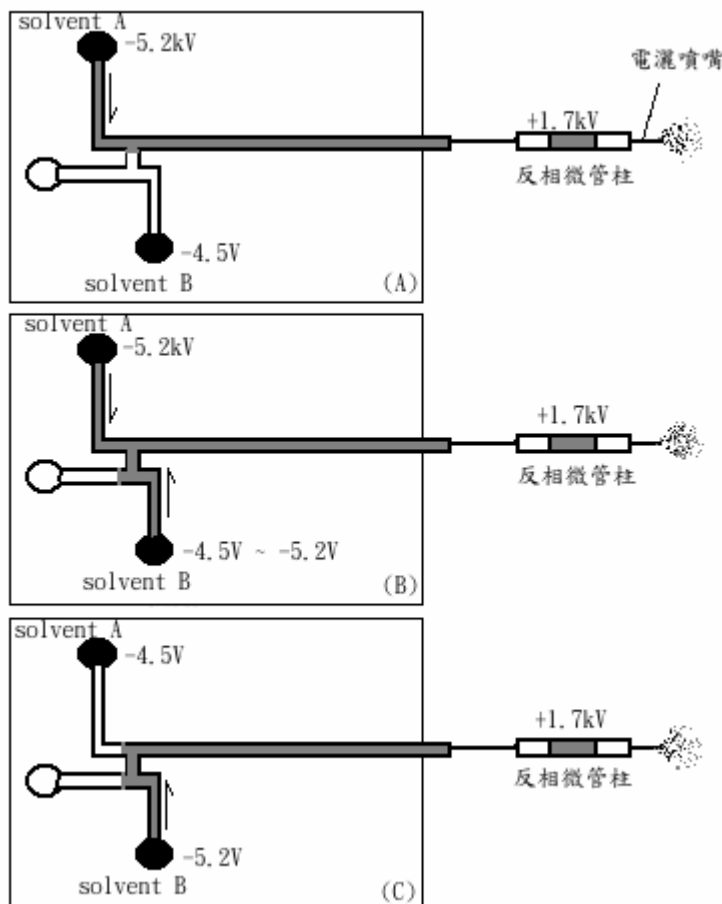 solvent A
-5.2kV
電灑噴嘴
+1.7kV
反相微管柱
-4.5V
solvent B
(A)
solvent A
-5.2kV
+1.7kV
反相微管柱
-4.5V ~ -5.2V
solvent B
(B)
solvent A
-4.5V
+1.7kV
反相微管柱
-5.2V
solvent B
(C)